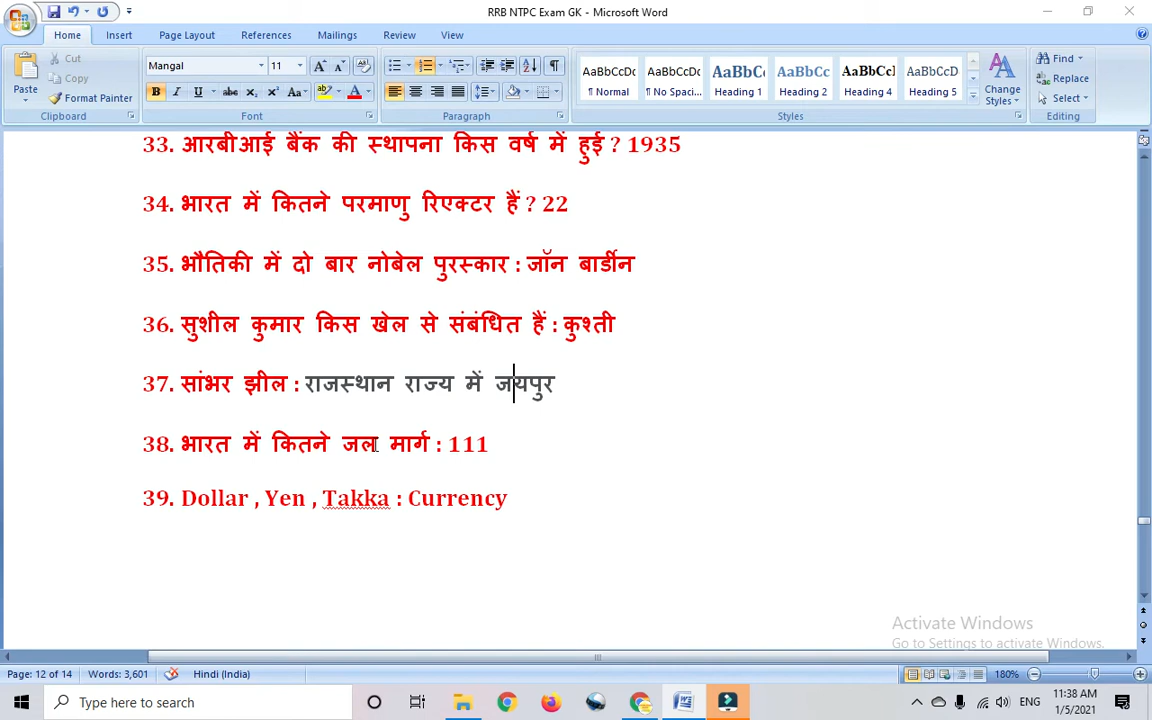 RRB NTPC Exam GK - Microsoft Word
Home Insert Page Layout References Mailings Review View
Paste Cut Copy Format Painter Clipboard
Mangal 11 Font
Paragraph
AaBbCcDc AaBbCcDc AaBbC AaBbCc AaBbCcI AaBbCcD
¶ Normal ¶ No Spaci... Heading 1 Heading 2 Heading 4 Heading 5
Change Styles Styles
Find Replace Select Editing
33. आरबीआई बैंक की स्थापना किस वर्ष में हुई ? 1935
34. भारत में कितने परमाणु रिएक्टर हैं ? 22
35. भौतिकी में दो बार नोबेल पुरस्कार : जॉन बार्डीन
36. सुशील कुमार किस खेल से संबंधित हैं : कुश्ती
37. सांभर झील : राजस्थान राज्य में जयपुर
38. भारत में कितने जल मार्ग : 111
39. Dollar , Yen , Takka : Currency
Activate Windows
Go to Settings to activate Windows.
Page: 12 of 14 Words: 3,601 Hindi (India) 180%
Type here to search ENG 11:38 AM
1/5/2021